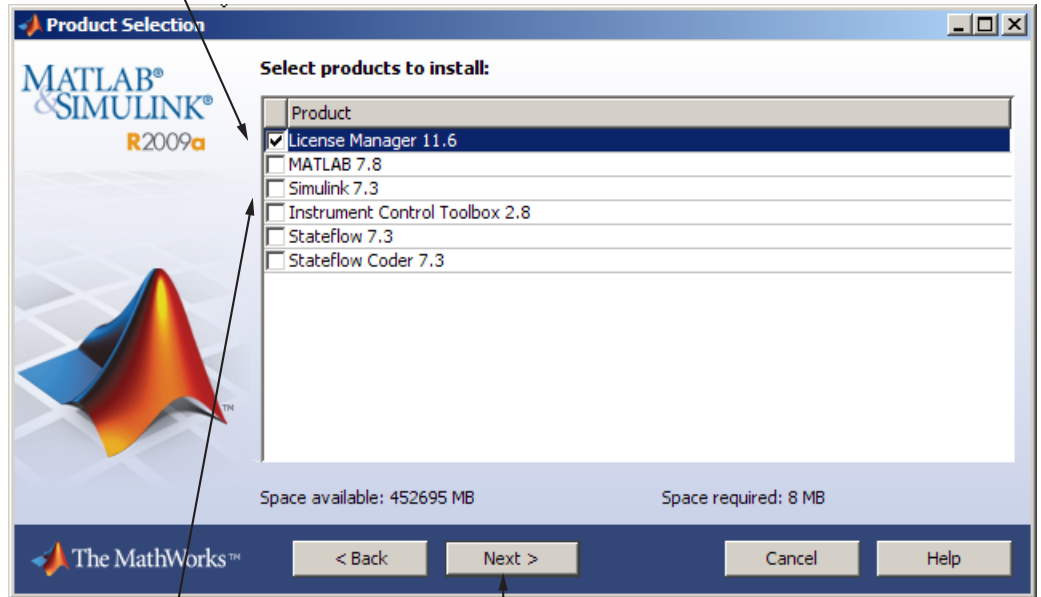 Product Selection
MATLAB®
&SIMULINK®
R2009a
Select products to install:
Product
License Manager 11.6
MATLAB 7.8
Simulink 7.3
Instrument Control Toolbox 2.8
Stateflow 7.3
Stateflow Coder 7.3
TM
Space available: 452695 MB
Space required: 8 MB
The MathWorks™
< Back
Next >
Cancel
Help